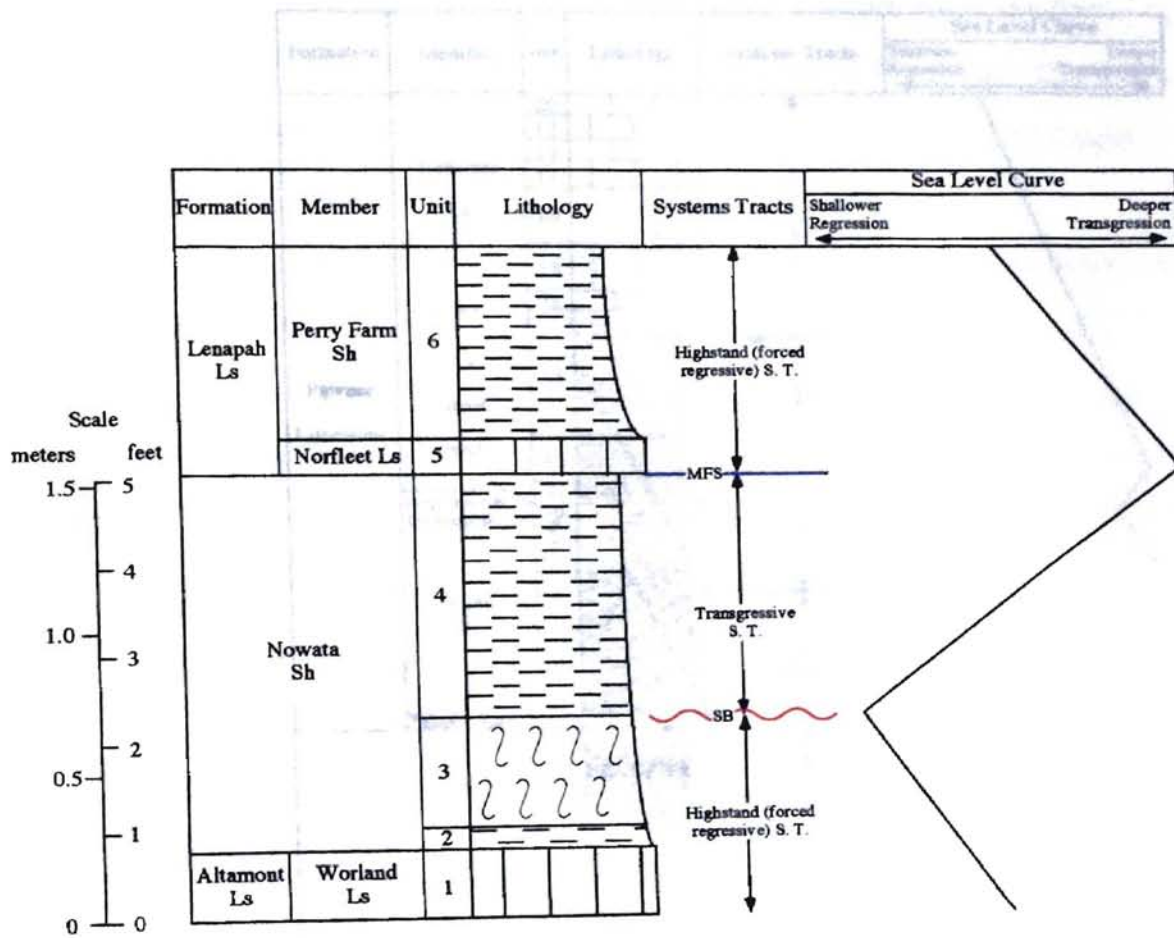 Sea Level Curve
Formation Member Unit Lithology Systems Tracts Shallower Deeper
Regression Transgression
Lenapah
Ls
Perry Farm
Sh
6
Highstand (forced
regressive) S. T.
Norfleet Ls 5
MFS
Nowata
Sh
4
Transgressive
S. T.
SB
3
2
Highstand (forced
regressive) S. T.
Altamont
Ls
Worland
Ls
1
Scale
meters feet
1.5 5
4
1.0
3
2
0.5
1
0 0